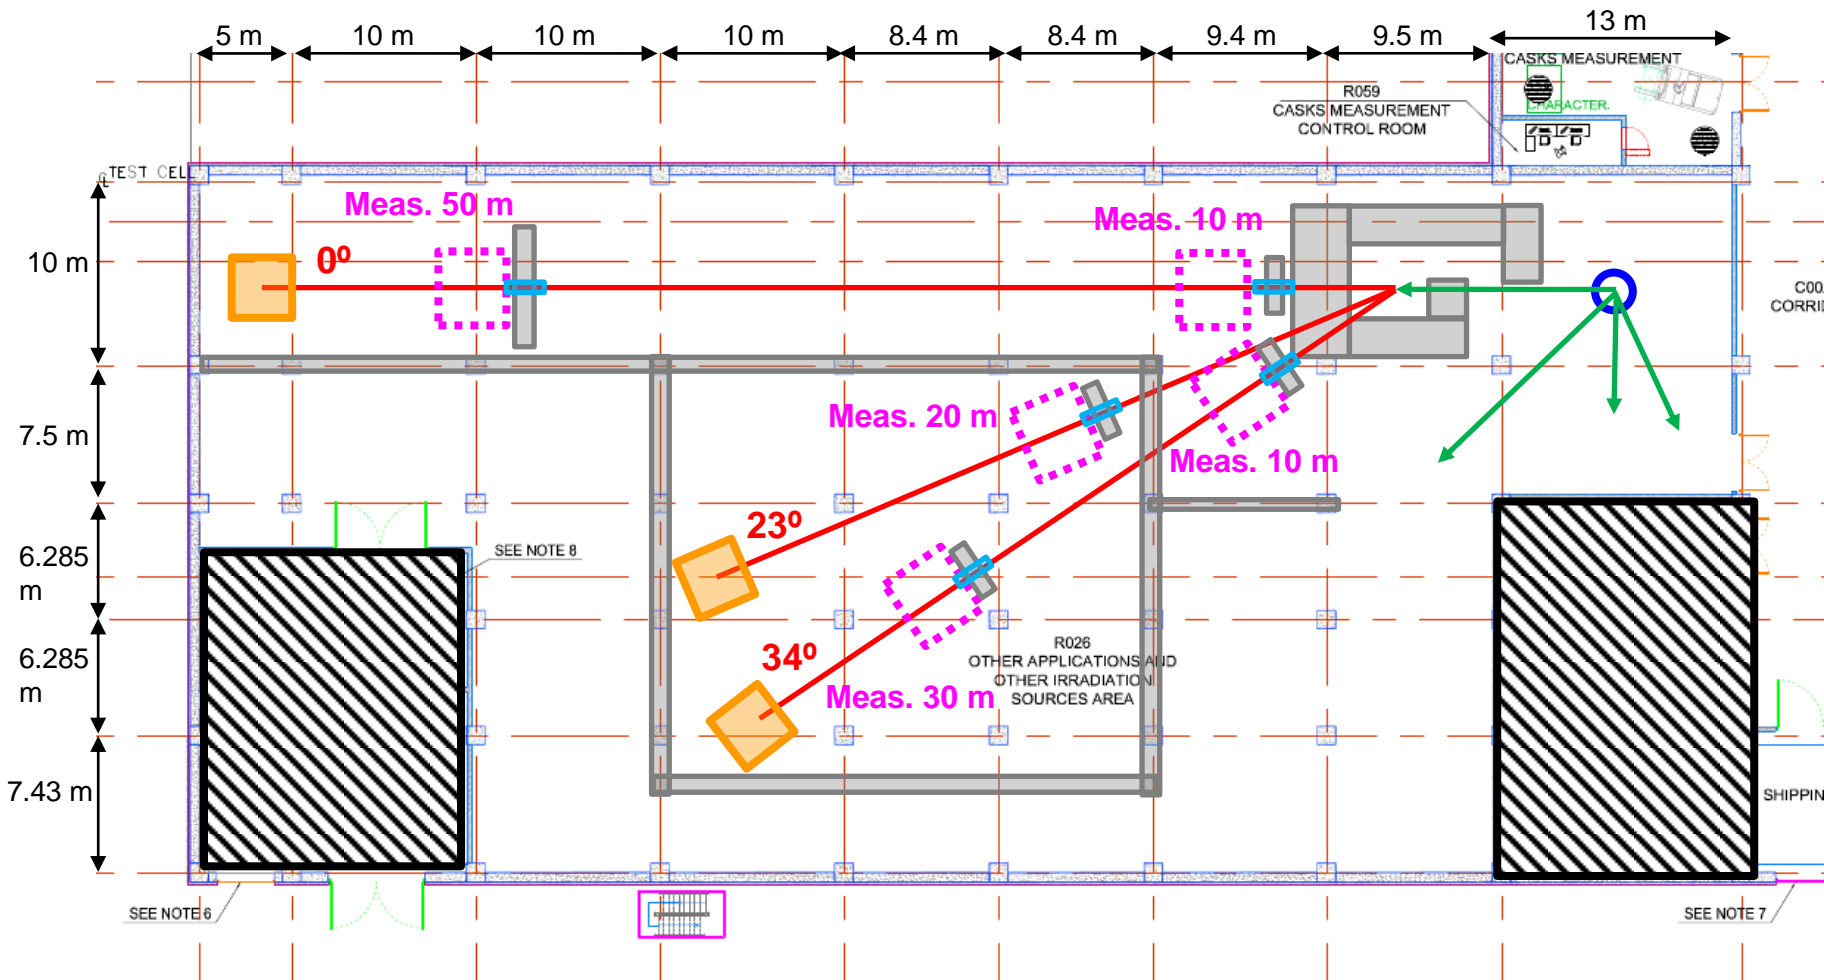 5 m
10 m
10 m
10 m
8.4 m
8.4 m
9.4 m
9.5 m
13 m
CASKS MEASUREMENT
R059
CASKS MEASUREMENT
CONTROL ROOM
CHARACTER.
TEST CELL
Meas. 50 m
Meas. 10 m
0º
10 m
C00
CORRI
Meas. 20 m
7.5 m
Meas. 10 m
23º
6.285
m
SEE NOTE 8
34º
R026
OTHER APPLICATIONS AND
OTHER IRRADIATION
SOURCES AREA
6.285
m
Meas. 30 m
7.43 m
SHIPPIN
SEE NOTE 6
SEE NOTE 7